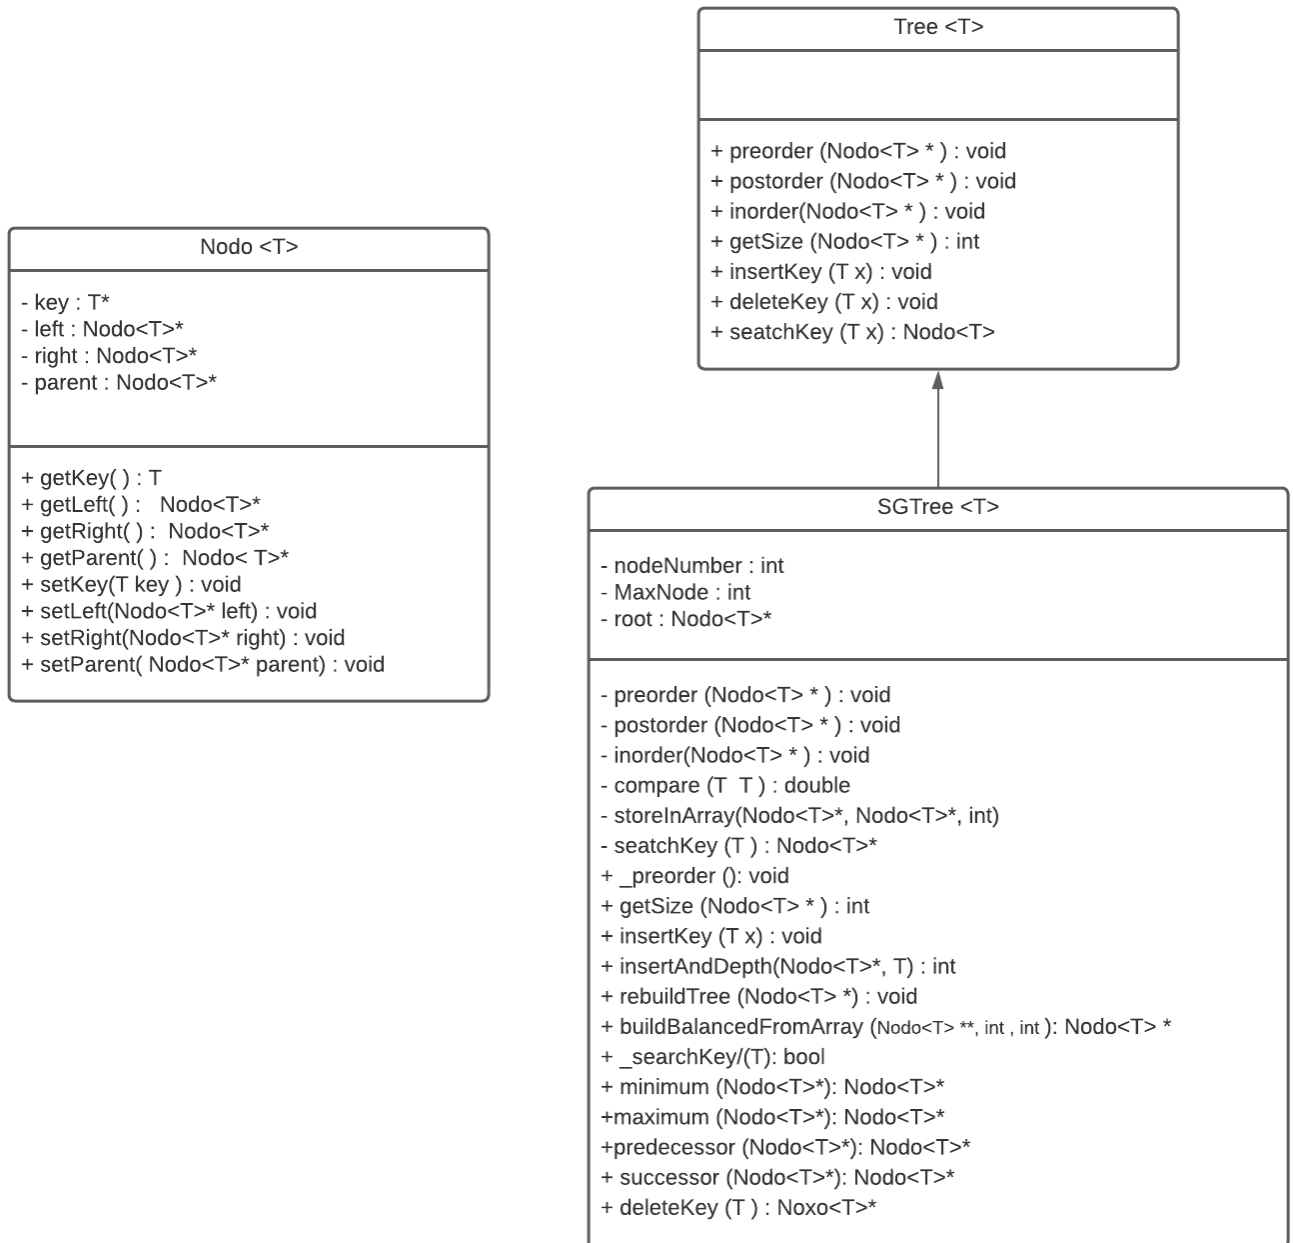 Tree <T>
+ preorder (Nodo<T> * ) : void
+ postorder (Nodo<T> * ) : void
+ inorder(Nodo<T> * ) : void
+ getSize (Nodo<T> * ) : int
+ insertKey (T x) : void
+ deleteKey (T x) : void
+ seatchKey (T x) : Nodo<T>
Nodo <T>
- key : T*
- left : Nodo<T>*
- right : Nodo<T>*
- parent : Nodo<T>*
+ getKey( ) : T
+ getLeft( ) :   Nodo<T>*
+ getRight( ) :  Nodo<T>*
+ getParent( ) :  Nodo< T>*
+ setKey(T key ) : void
+ setLeft(Nodo<T>* left) : void
+ setRight(Nodo<T>* right) : void
+ setParent( Nodo<T>* parent) : void
SGTree <T>
- nodeNumber : int
- MaxNode : int
- root : Nodo<T>*
- preorder (Nodo<T> * ) : void
- postorder (Nodo<T> * ) : void
- inorder(Nodo<T> * ) : void
- compare (T  T ) : double
- storeInArray(Nodo<T>*, Nodo<T>*, int)
- seatchKey (T ) : Nodo<T>*
+ _preorder (): void
+ getSize (Nodo<T> * ) : int
+ insertKey (T x) : void
+ insertAndDepth(Nodo<T>*, T) : int
+ rebuildTree (Nodo<T> *) : void
+ buildBalancedFromArray (Nodo<T> **, int , int ): Nodo<T> *
+ _searchKey/(T): bool
+ minimum (Nodo<T>*): Nodo<T>*
+maximum (Nodo<T>*): Nodo<T>*
+predecessor (Nodo<T>*): Nodo<T>*
+ successor (Nodo<T>*): Nodo<T>*
+ deleteKey (T ) : Noxo<T>*